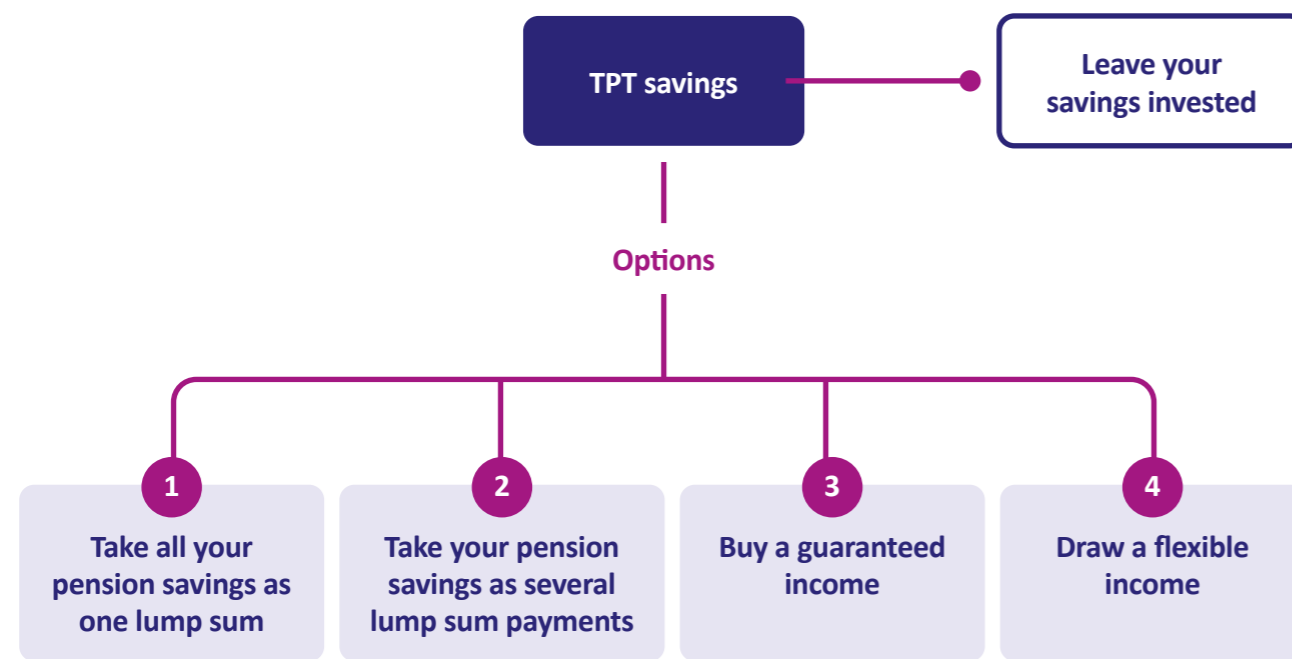 TPT savings
Leave your
savings invested
Options
1
Take all your
pension savings as
one lump sum
2
Take your pension
savings as several
lump sum payments
3
Buy a guaranteed
income
4
Draw a flexible
income